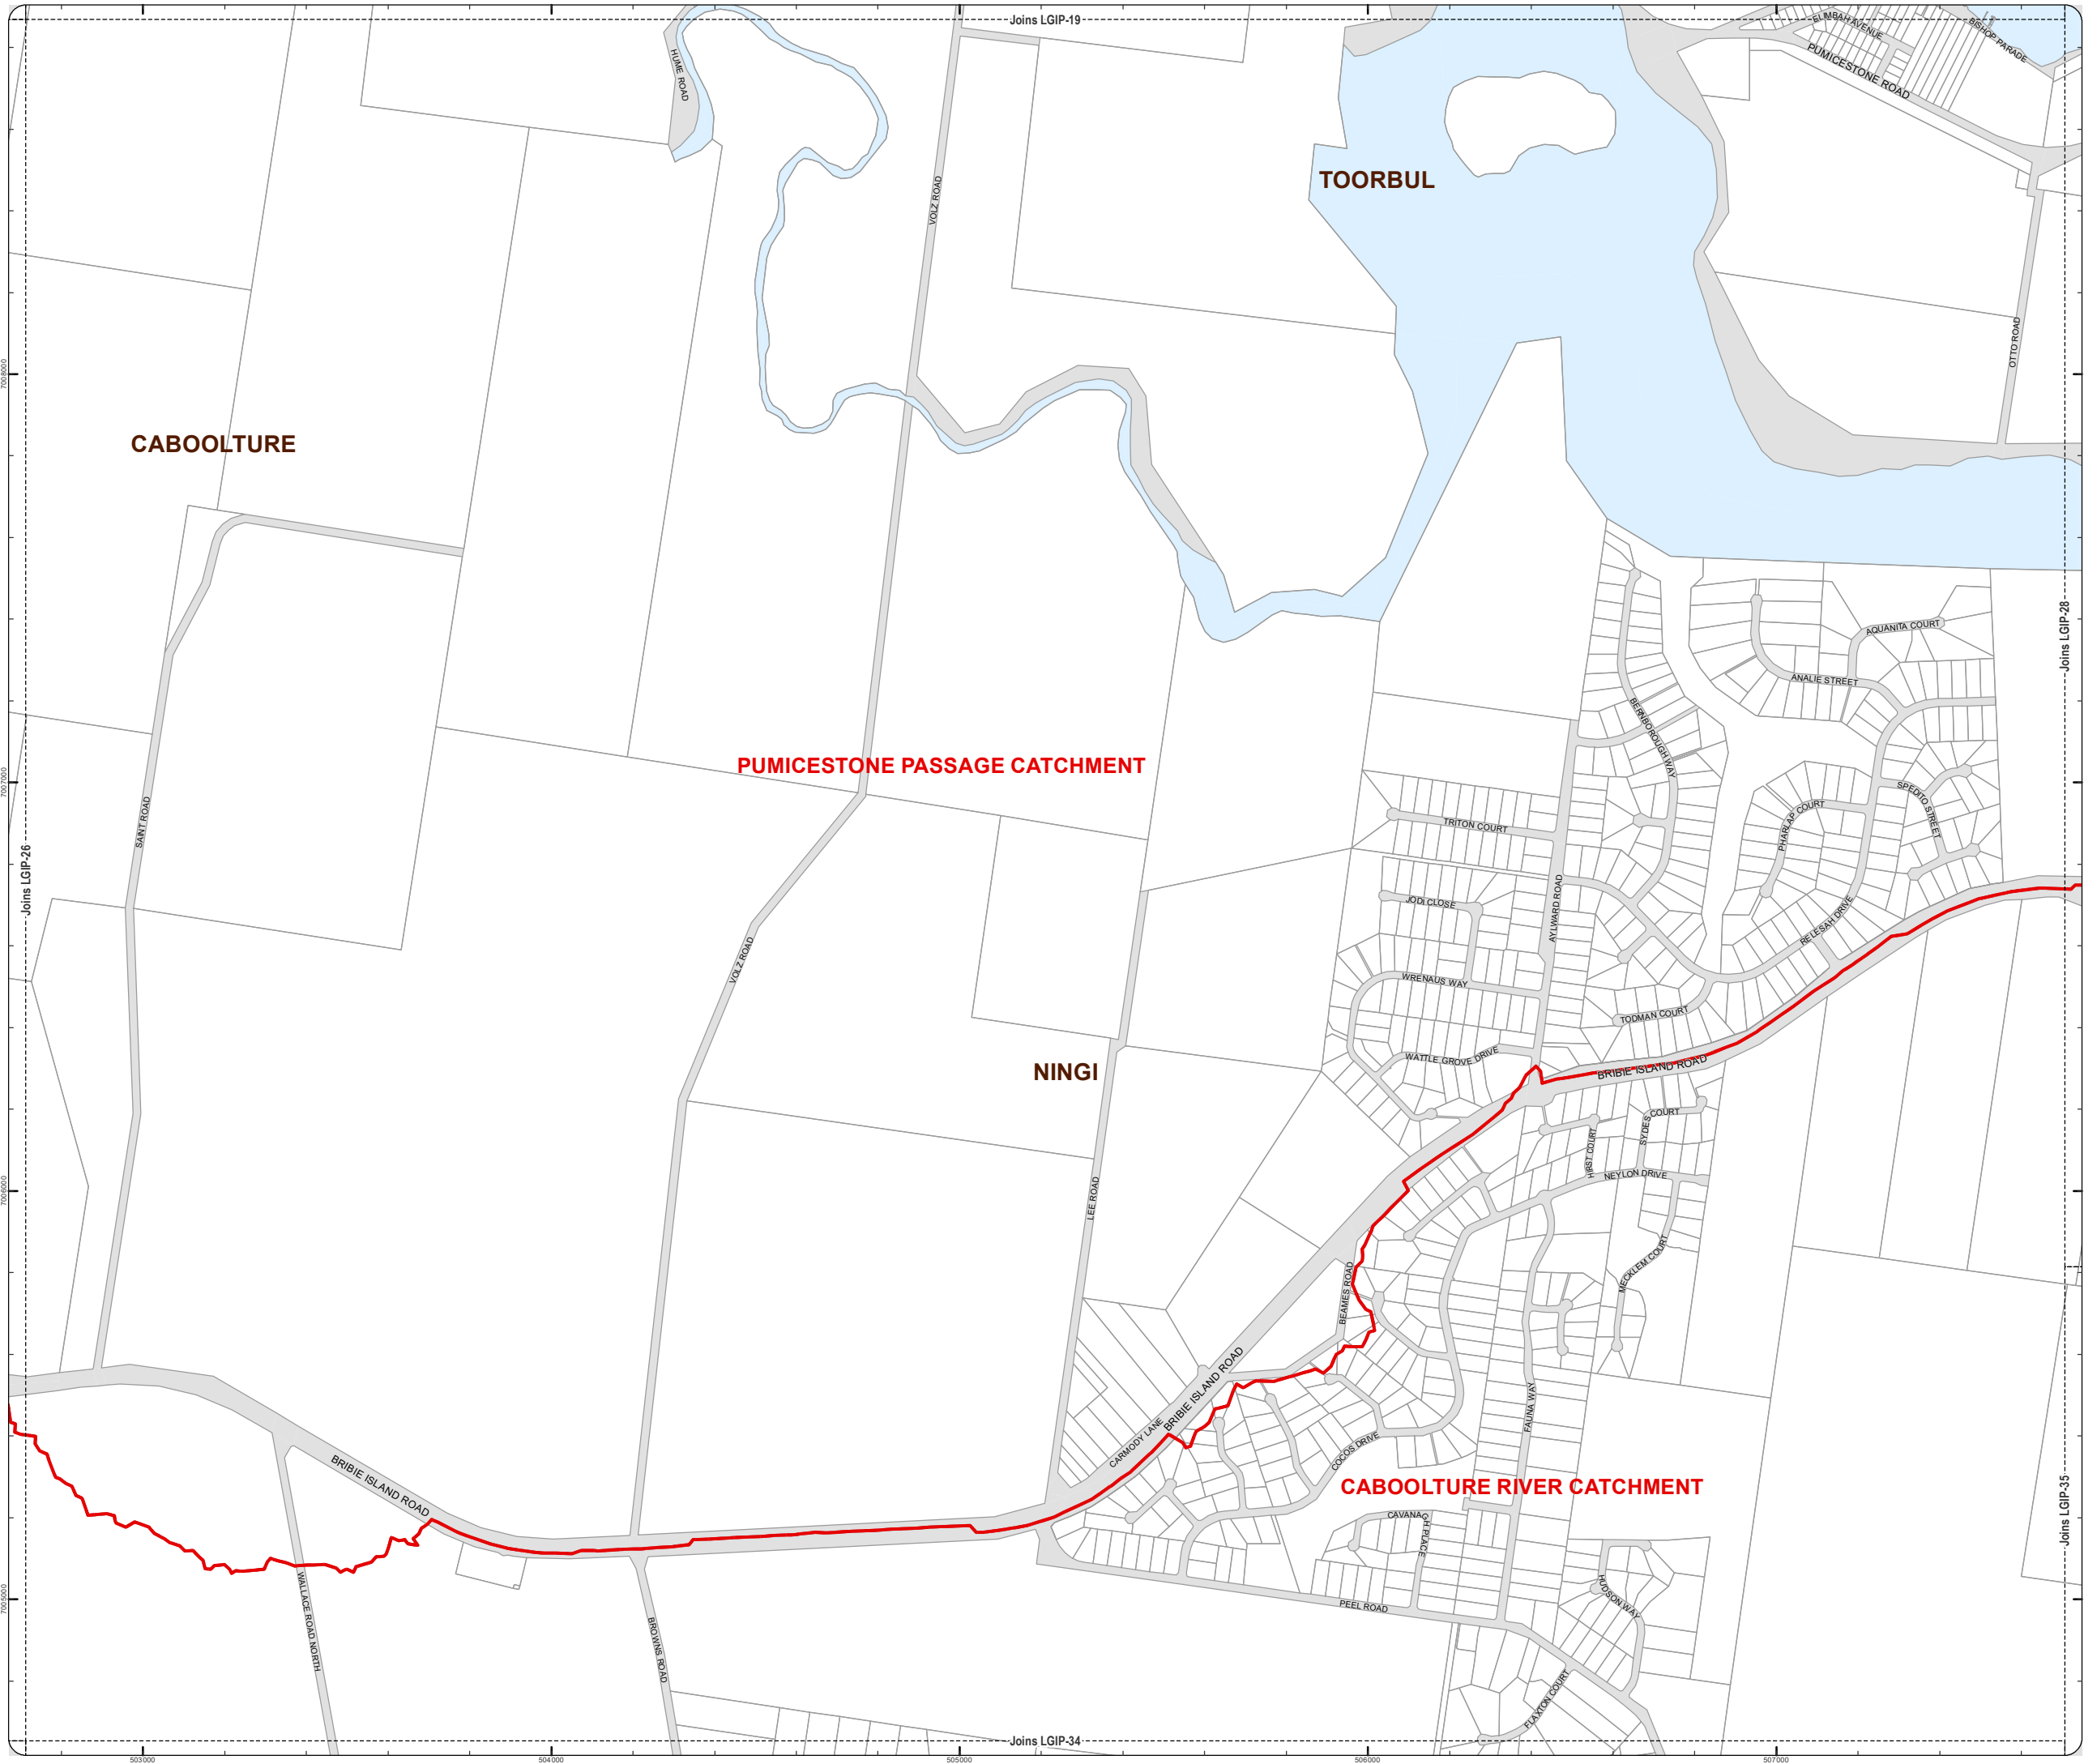 Joins LGIP-19
ELIMBAH AVENUE
BISHOP PARADE
PUMICESTONE ROAD
HUME ROAD
TOORBUL
VOLZ ROAD
OTTO ROAD
7008000
CABOOLTURE
Joins LGIP-28
AQUANITA COURT
ANALIE STREET
BERNBOROUGH WAY
PUMICESTONE PASSAGE CATCHMENT
7007000
SPEDITO STREET
PHARLAP COURT
SAINT ROAD
TRITON COURT
Joins LGIP-26
JODI CLOSE
AYLWARD ROAD
RELESAH DRIVE
VOLZ ROAD
WRENAUS WAY
TODMAN COURT
WATTLE GROVE DRIVE
NINGI
BRIBIE ISLAND ROAD
SYDES COURT
HIRST COURT
NEYLON DRIVE
7006000
LEE ROAD
MECKLEM COURT
BEAMES ROAD
BRIBIE ISLAND ROAD
FAUNA WAY
CARMODY LANE
COCOS DRIVE
BRIBIE ISLAND ROAD
CABOOLTURE RIVER CATCHMENT
Joins LGIP-35
CAVANAGH PLACE
7005000
HUDSON WAY
PEEL ROAD
WALLACE ROAD NORTH
BROWNS ROAD
FLAXTON COURT
Joins LGIP-34
503000
504000
505000
506000
507000